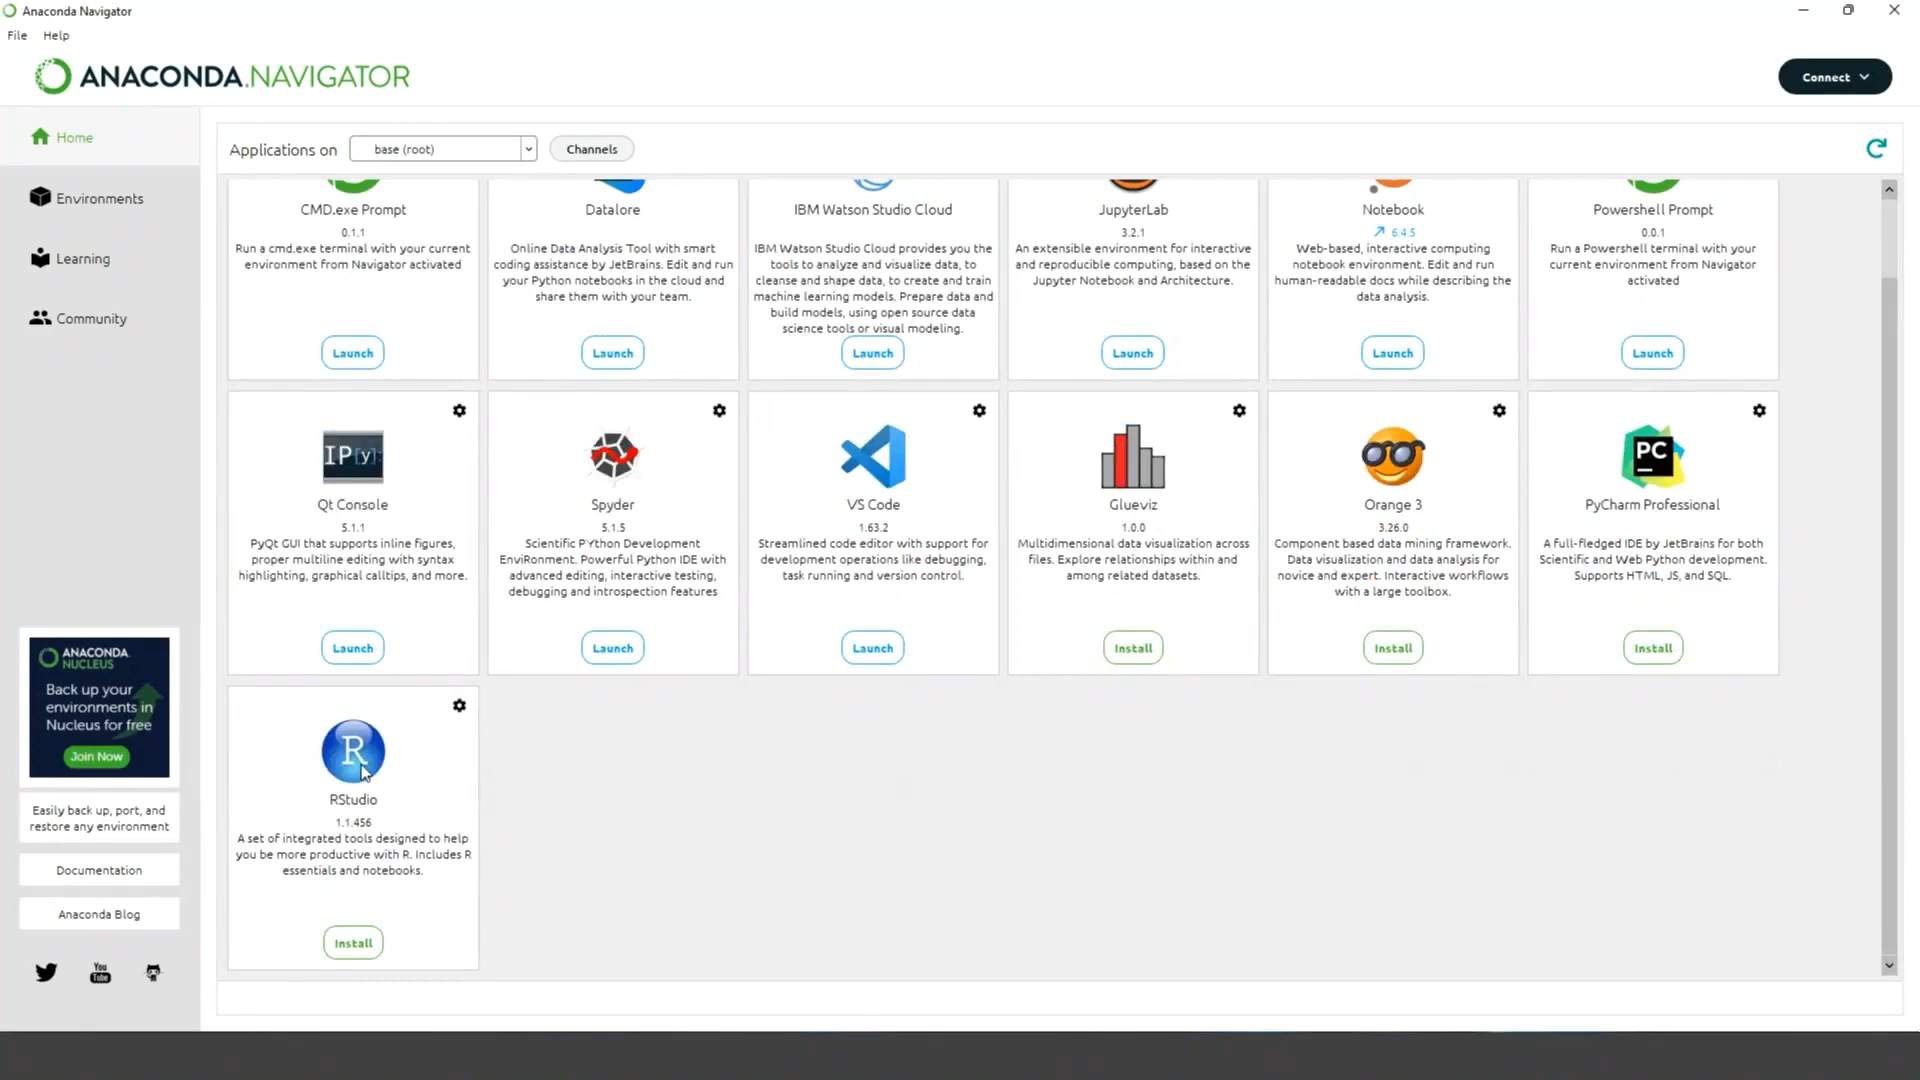 Anaconda Navigator
File Help
ANACONDA.NAVIGATOR
Connect
Home
Applications on base (root) Channels
Environments
Learning
Community
CMD.exe Prompt
0.1.1
Run a cmd.exe terminal with your current
environment from Navigator activated
Launch
Datalore
Online Data Analysis Tool with smart
coding assistance by JetBrains. Edit and run
your Python notebooks in the cloud and
share them with your team.
Launch
IBM Watson Studio Cloud
IBM Watson Studio Cloud provides you the
tools to analyze and visualize data, to
cleanse and shape data, to create and train
machine learning models. Prepare data and
build models, using open source data
science tools or visual modeling.
Launch
JupyterLab
3.2.1
An extensible environment for interactive
and reproducible computing, based on the
Jupyter Notebook and Architecture.
Launch
Notebook
6.4.5
Web-based, interactive computing
notebook environment. Edit and run
human-readable docs while describing the
data analysis.
Launch
Powershell Prompt
0.0.1
Run a Powershell terminal with your
current environment from Navigator
activated
Launch
IP[y]:
Qt Console
5.1.1
PyQt GUI that supports inline figures,
proper multiline editing with syntax
highlighting, graphical calltips, and more.
Launch
Spyder
5.1.5
Scientific PYthon Development
EnviRonment. Powerful Python IDE with
advanced editing, interactive testing,
debugging and introspection features
Launch
VS Code
1.63.2
Streamlined code editor with support for
development operations like debugging,
task running and version control.
Launch
Glueviz
1.0.0
Multidimensional data visualization across
files. Explore relationships within and
among related datasets.
Install
Orange 3
3.26.0
Component based data mining framework.
Data visualization and data analysis for
novice and expert. Interactive workflows
with a large toolbox.
Install
PC
PyCharm Professional
A full-fledged IDE by JetBrains for both
Scientific and Web Python development.
Supports HTML, JS, and SQL.
Install
R
RStudio
1.1.456
A set of integrated tools designed to help
you be more productive with R. Includes R
essentials and notebooks.
Install
ANACONDA.
NUCLEUS
Back up your
environments in
Nucleus for free
Join Now
Easily back up, port, and
restore any environment
Documentation
Anaconda Blog
You
Tube